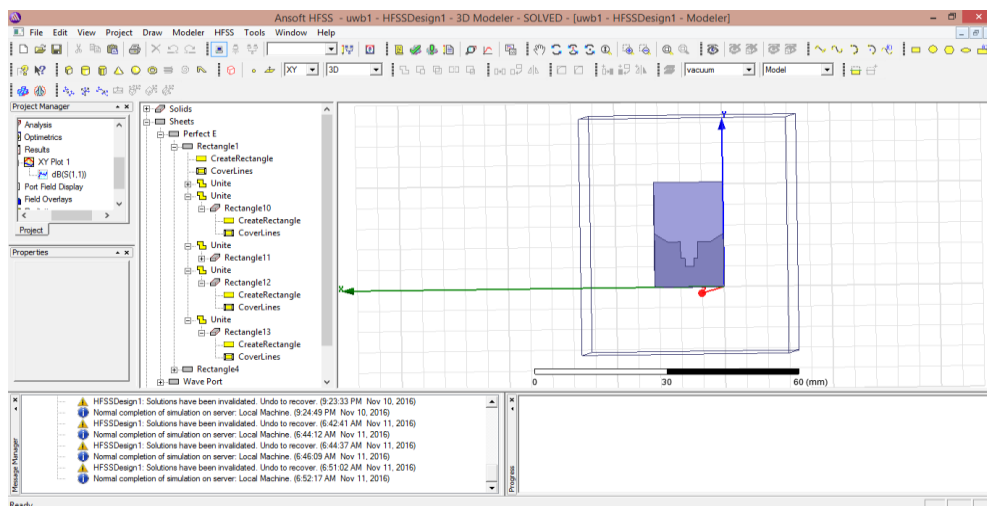 Ansoft HFSS - uwb1 - HFSSDesign1 - 3D Modeler - SOLVED - [uwb1 - HFSSDesign1 - Modeler]
File Edit View Project Draw Modeler HFSS Tools Window Help
XY 3D vacuum Model
Project Manager
Analysis
Optimetrics
Results
XY Plot 1
dB(S(1,1))
Port Field Display
Field Overlays
Project
Properties
Solids
Sheets
Perfect E
Rectangle1
CreateRectangle
CoverLines
Unite
Unite
Rectangle10
CreateRectangle
CoverLines
Unite
Rectangle11
Unite
Rectangle12
CreateRectangle
CoverLines
Unite
Rectangle13
CreateRectangle
CoverLines
Rectangle4
Wave Port
Y
X
0 30 60 (mm)
Message Manager
HFSSDesign1: Solutions have been invalidated. Undo to recover. (9:23:33 PM Nov 10, 2016)
Normal completion of simulation on server: Local Machine. (9:24:49 PM Nov 10, 2016)
HFSSDesign1: Solutions have been invalidated. Undo to recover. (6:42:41 AM Nov 11, 2016)
Normal completion of simulation on server: Local Machine. (6:44:12 AM Nov 11, 2016)
HFSSDesign1: Solutions have been invalidated. Undo to recover. (6:44:37 AM Nov 11, 2016)
Normal completion of simulation on server: Local Machine. (6:46:09 AM Nov 11, 2016)
HFSSDesign1: Solutions have been invalidated. Undo to recover. (6:51:02 AM Nov 11, 2016)
Normal completion of simulation on server: Local Machine. (6:52:17 AM Nov 11, 2016)
Progress
Ready